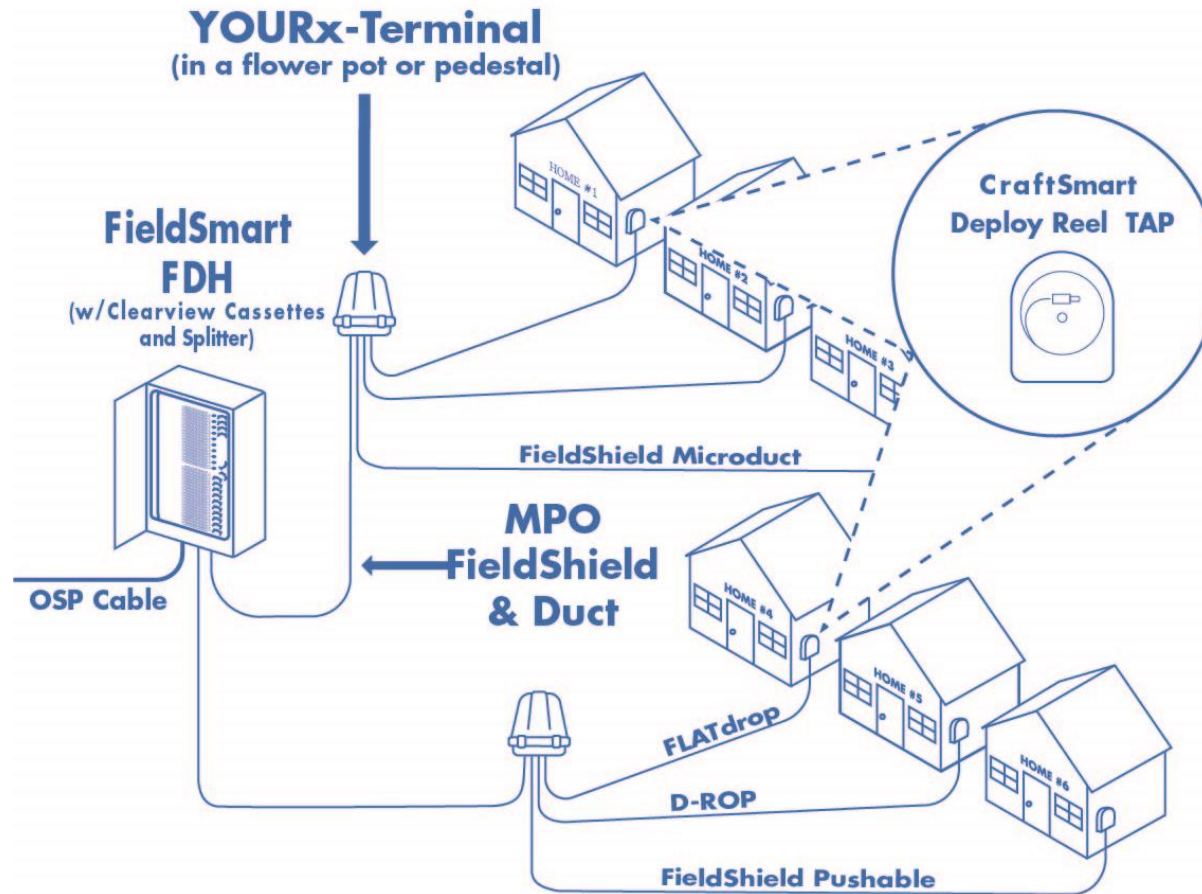 YOURx-Terminal
(in a flower pot or pedestal)
FieldSmart
FDH
(w/Clearview Cassettes
and Splitter)
HOME #1
HOME #2
HOME #3
CraftSmart
Deploy Reel TAP
FieldShield Microduct
MPO
FieldShield
& Duct
OSP Cable
HOME #4
HOME #5
HOME #6
FLATdrop
D-ROP
FieldShield Pushable